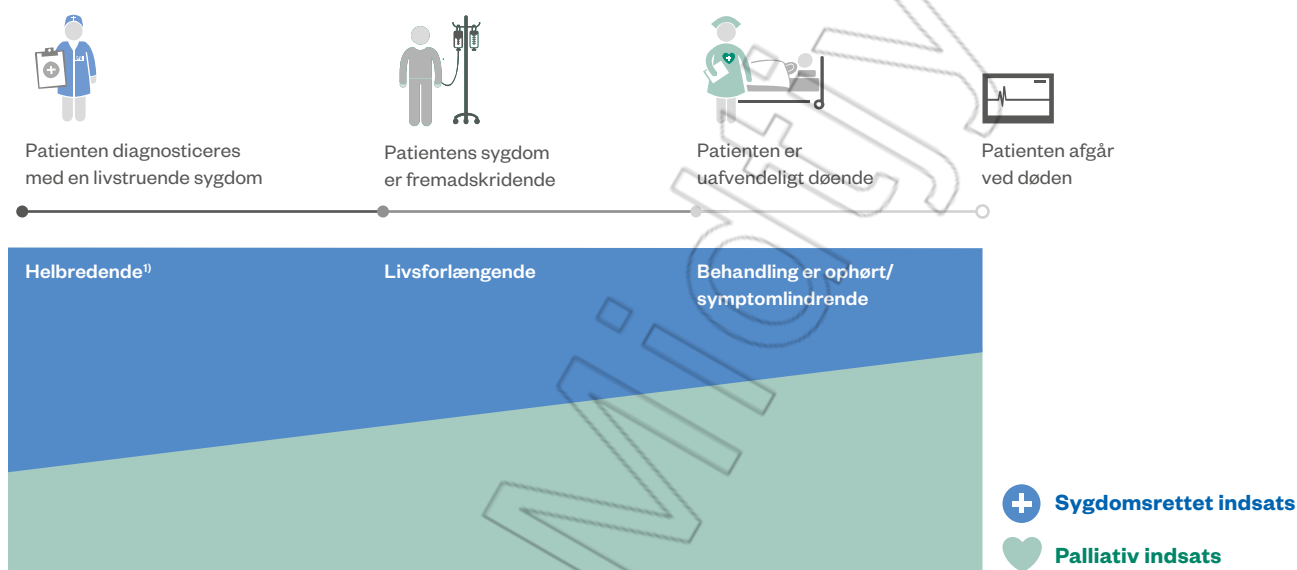 Patienten diagnosticeres
med en livstruende sygdom
Patientens sygdom
er fremadskridende
Patienten er
uafvendeligt døende
Patienten afgår
ved døden
Helbredende¹⁾
Livsforlængende
Behandling er ophørt/
symptomlindrende
Sygdomsrettet indsats
Palliativ indsats
Midtjy